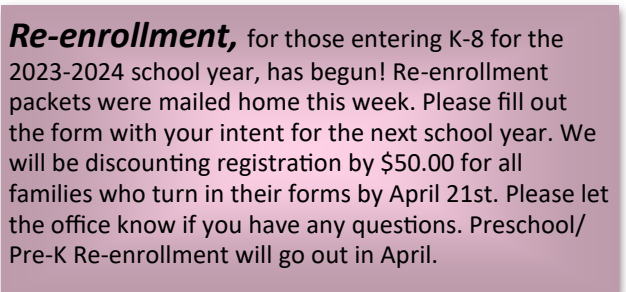 Re-enrollment, for those entering K-8 for the
2023-2024 school year, has begun! Re-enrollment
packets were mailed home this week. Please fill out
the form with your intent for the next school year. We
will be discounting registration by $50.00 for all
families who turn in their forms by April 21st. Please let
the office know if you have any questions. Preschool/
Pre-K Re-enrollment will go out in April.